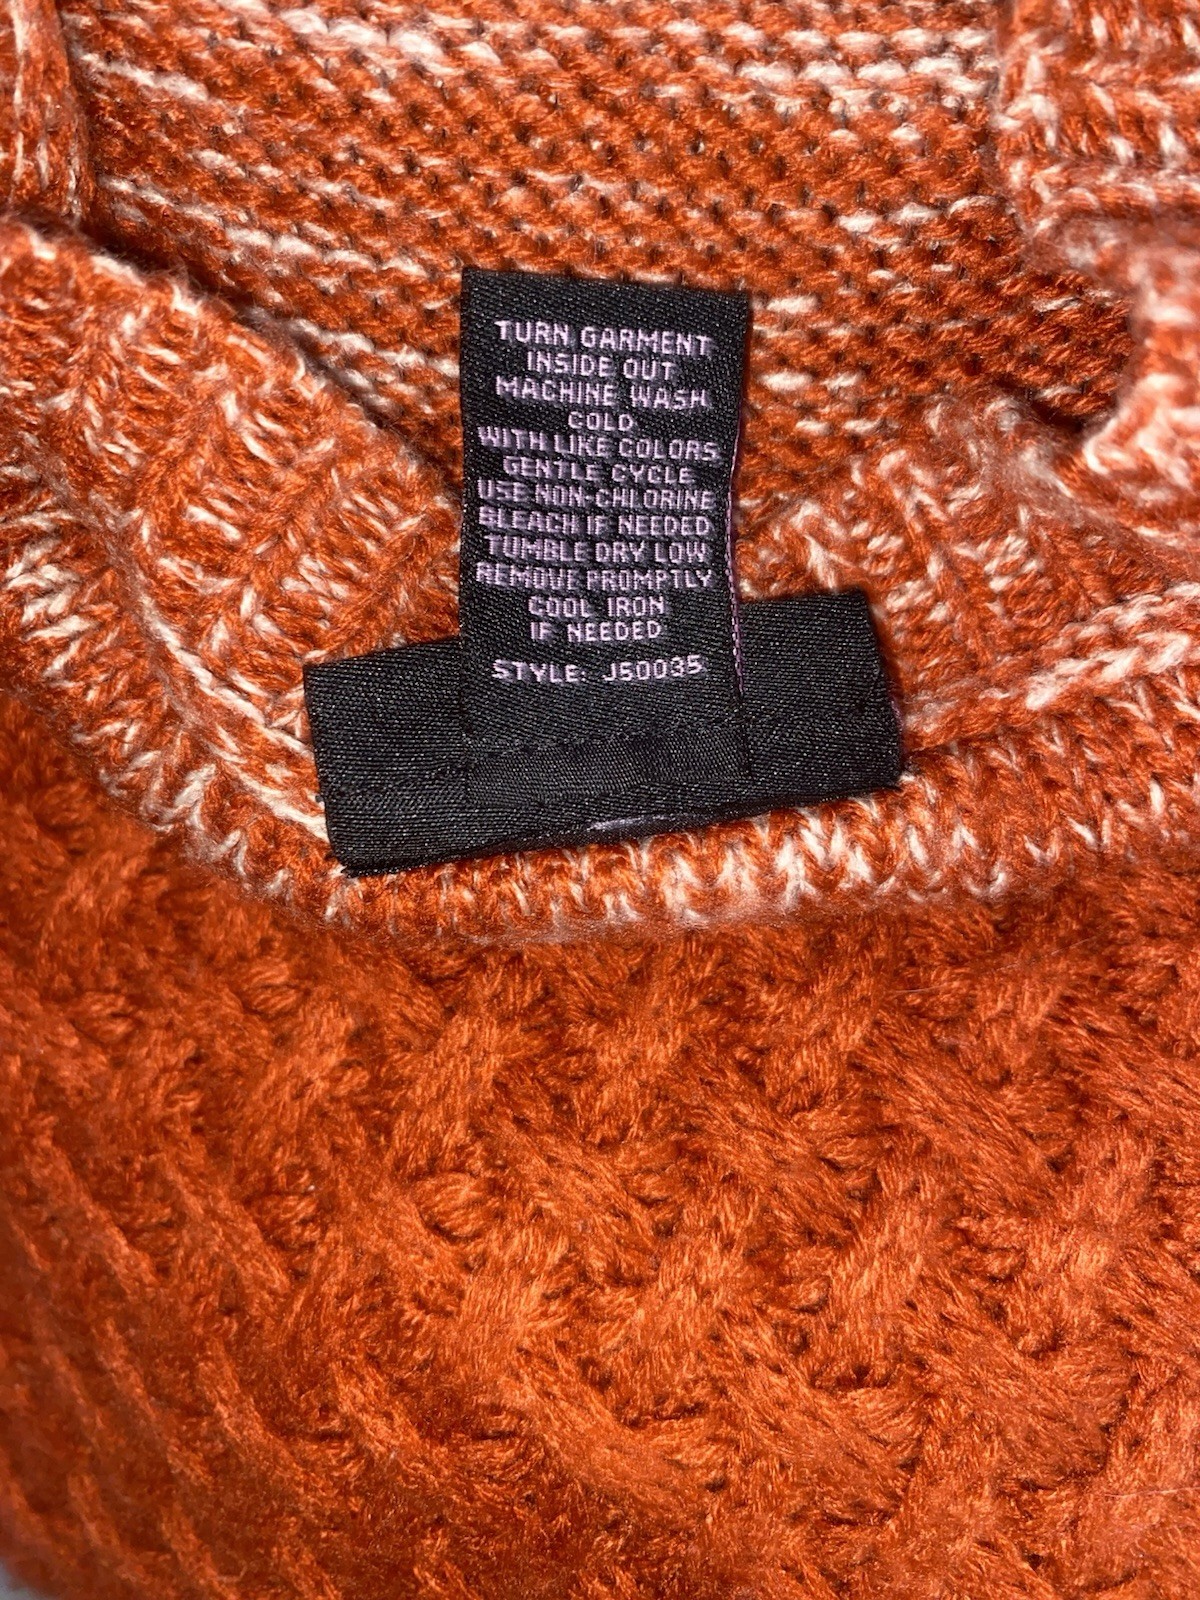 TURN GARMENT
INSIDE OUT
MACHINE WASH
COLD
WITH LIKE COLORS
GENTLE CYCLE
USE NON-CHLORINE
BLEACH IF NEEDED
TUMBLE DRY LOW
REMOVE PROMPTLY
COOL IRON
IF NEEDED
STYLE: J50035